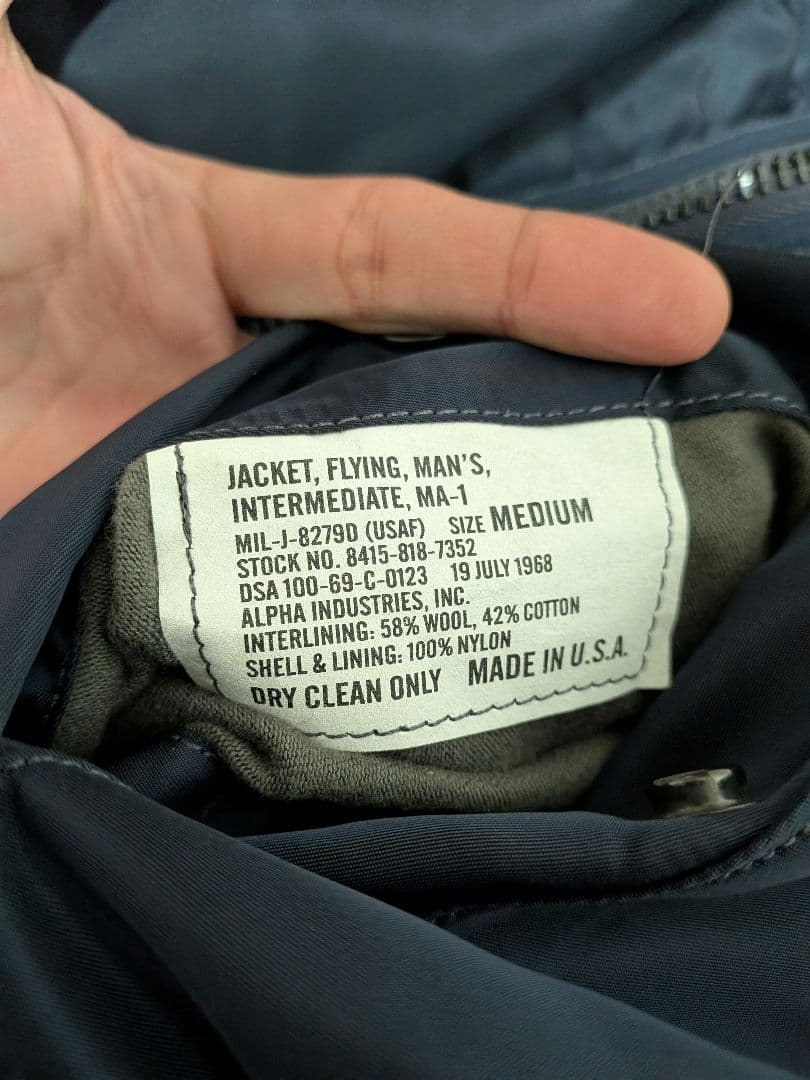 JACKET, FLYING, MAN'S,
INTERMEDIATE, MA-1
MIL-J-8279D (USAF) SIZE MEDIUM
STOCK NO. 8415-818-7352
DSA 100-69-C-0123 19 JULY 1968
ALPHA INDUSTRIES, INC.
INTERLINING: 58% WOOL, 42% COTTON
SHELL & LINING: 100% NYLON
DRY CLEAN ONLY MADE IN U.S.A.